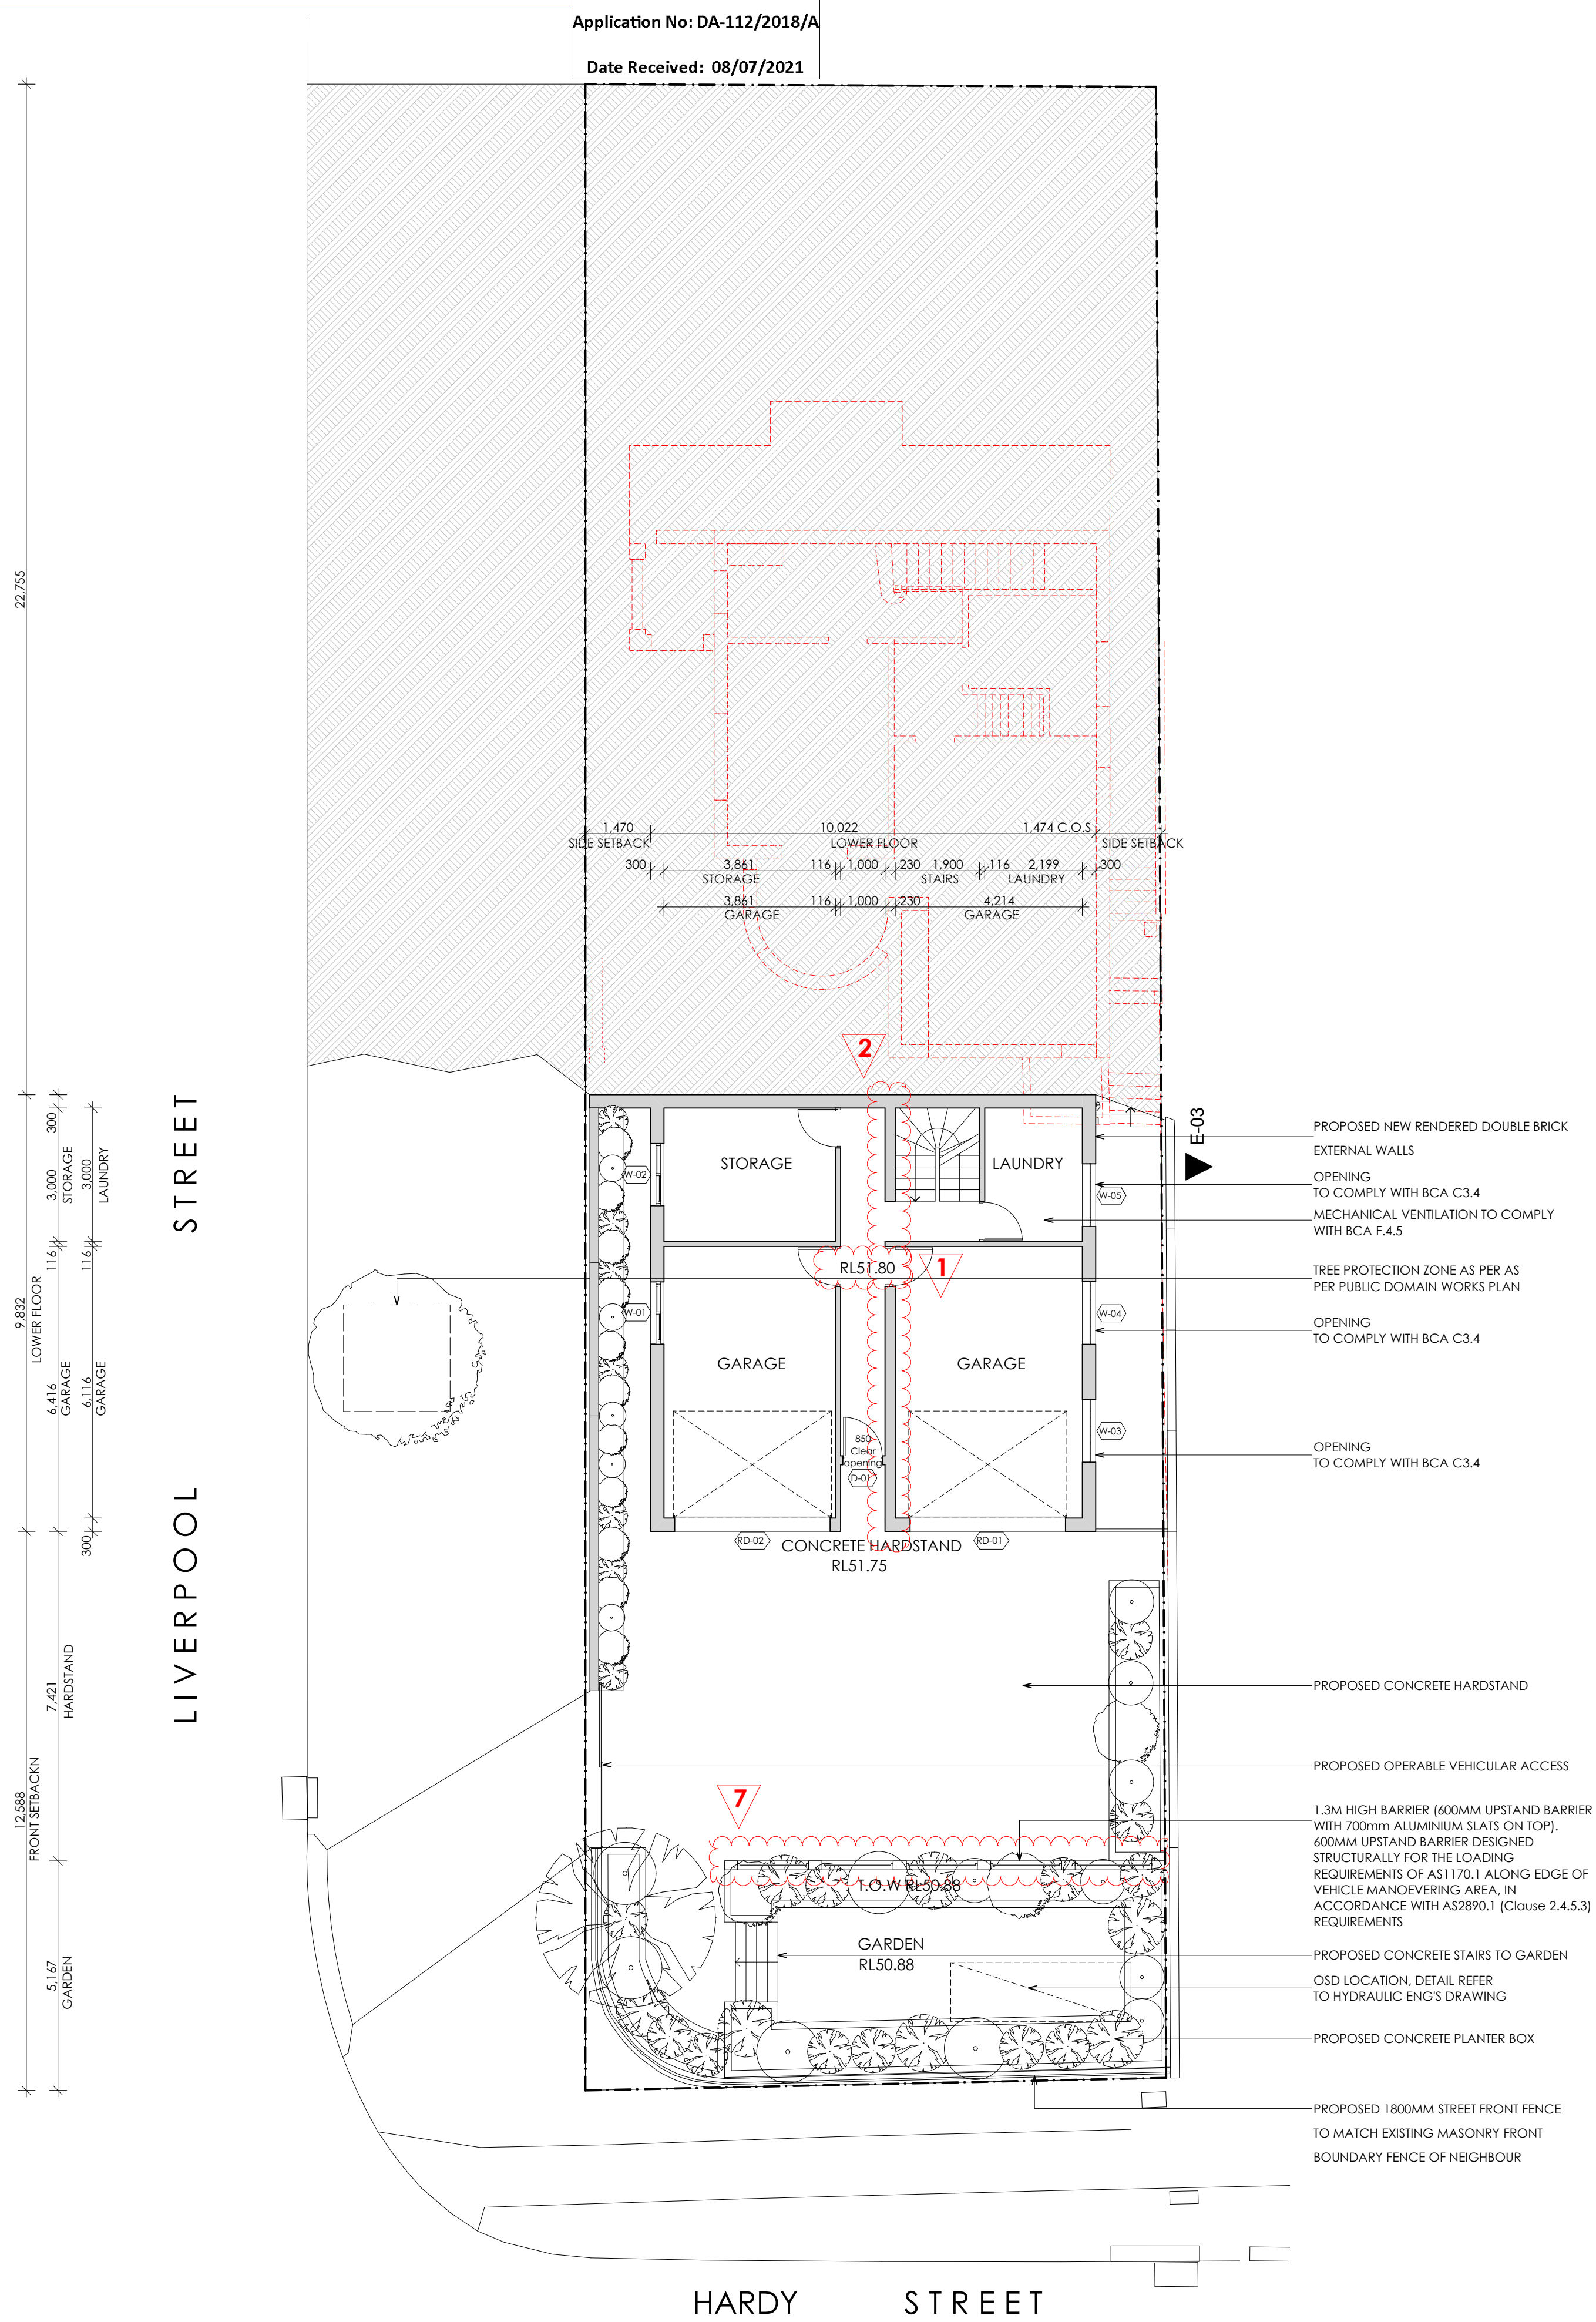 Application No: DA-112/2018/A
Date Received: 08/07/2021
22,755
1,470
10,022
1,474 C.O.S
SIDE SETBACK
LOWER FLOOR
SIDE SETBACK
300
3,861
116
1,000
230
1,900
116
2,199
300
STORAGE
STAIRS
LAUNDRY
3,861
116
1,000
230
4,214
GARAGE
GARAGE
2
E-03
300
3,000
STORAGE
3,000
LAUNDRY
116
116
9,832
LOWER FLOOR
6,416
GARAGE
6,116
GARAGE
300
LIVERPOOL STREET
STORAGE
LAUNDRY
W-02
W-05
RL51.80
1
W-01
W-04
GARAGE
GARAGE
850
Clear
opening
D-01
W-03
RD-02
CONCRETE HARDSTAND
RD-01
RL51.75
PROPOSED NEW RENDERED DOUBLE BRICK
EXTERNAL WALLS
OPENING
TO COMPLY WITH BCA C3.4
MECHANICAL VENTILATION TO COMPLY
WITH BCA F.4.5
TREE PROTECTION ZONE AS PER AS
PER PUBLIC DOMAIN WORKS PLAN
OPENING
TO COMPLY WITH BCA C3.4
OPENING
TO COMPLY WITH BCA C3.4
7,421
HARDSTAND
12,588
FRONT SETBACKN
5,167
GARDEN
7
T.O.W RL50.88
GARDEN
RL50.88
PROPOSED CONCRETE HARDSTAND
PROPOSED OPERABLE VEHICULAR ACCESS
1.3M HIGH BARRIER (600MM UPSTAND BARRIER
WITH 700mm ALUMINIUM SLATS ON TOP).
600MM UPSTAND BARRIER DESIGNED
STRUCTURALLY FOR THE LOADING
REQUIREMENTS OF AS1170.1 ALONG EDGE OF
VEHICLE MANOEVERING AREA, IN
ACCORDANCE WITH AS2890.1 (Clause 2.4.5.3)
REQUIREMENTS
PROPOSED CONCRETE STAIRS TO GARDEN
OSD LOCATION, DETAIL REFER
TO HYDRAULIC ENG'S DRAWING
PROPOSED CONCRETE PLANTER BOX
PROPOSED 1800MM STREET FRONT FENCE
TO MATCH EXISTING MASONRY FRONT
BOUNDARY FENCE OF NEIGHBOUR
HARDY STREET